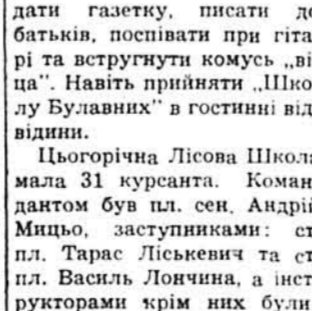 дати газетку, писати до
батьків, поспівати при гіта
рі та встругнути комусь „ві
ца”. Навіть прийняти „Шко
лу Булавних” в гостинні від
відини.
Цьогорічна Лісова Школа
мала 31 курсанта. Коман
дантом був пл. сен. Андрій
Мицьо, заступниками: ст
пл. Тарас Ліськевич та ст
пл. Василь Лончина, а інст
рукторами крім них були